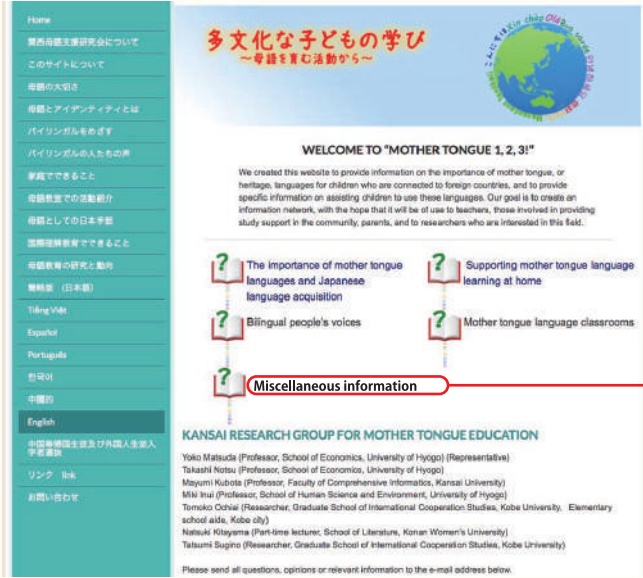 Home
関西母語支援研究会について
このサイトについて
母語の大切さ
母語とアイデンティティとは
バイリンガルをめざす
バイリンガルの人たちの声
家庭でできること
母語教室での活動紹介
母語としての日本手話
国際理解教育でできること
母語教育の研究と動向
簡略版 (日本語)
Tiếng Việt
Español
Português
한국어
中國的
English
中国等帰国生徒及び外国人生徒入
学者選抜
リンク link
お問い合わせ
多文化な子どもの学び
～母語を育む活動から～
WELCOME TO "MOTHER TONGUE 1, 2, 3!"
We created this website to provide information on the importance of mother tongue, or
heritage, languages for children who are connected to foreign countries, and to provide
specific information on assisting children to use these languages. Our goal is to create an
information network, with the hope that it will be of use to teachers, those involved in providing
study support in the community, parents, and to researchers who are interested in this field.
The importance of mother tongue
languages and Japanese
language acquisition
Supporting mother tongue language
learning at home
Bilingual people's voices
Mother tongue language classrooms
Miscellaneous information
KANSAI RESEARCH GROUP FOR MOTHER TONGUE EDUCATION
Yoko Matsuda (Professor, School of Economics, University of Hyogo) (Representative)
Takashi Notsu (Professor, School of Economics, University of Hyogo)
Mayumi Kubota (Professor, Faculty of Comprehensive Informatics, Kansai University)
Miki Inui (Professor, School of Human Science and Environment, University of Hyogo)
Tomoko Ochiai (Researcher, Graduate School of International Cooperation Studies, Kobe University, Elementary
school aide, Kobe city)
Natsuki Kitayama (Part-time lecturer, School of Literature, Konan Women's University)
Tatsumi Sugino (Researcher, Graduate School of International Cooperation Studies, Kobe University)
Please send all questions, opinions or relevant information to the e-mail address below.